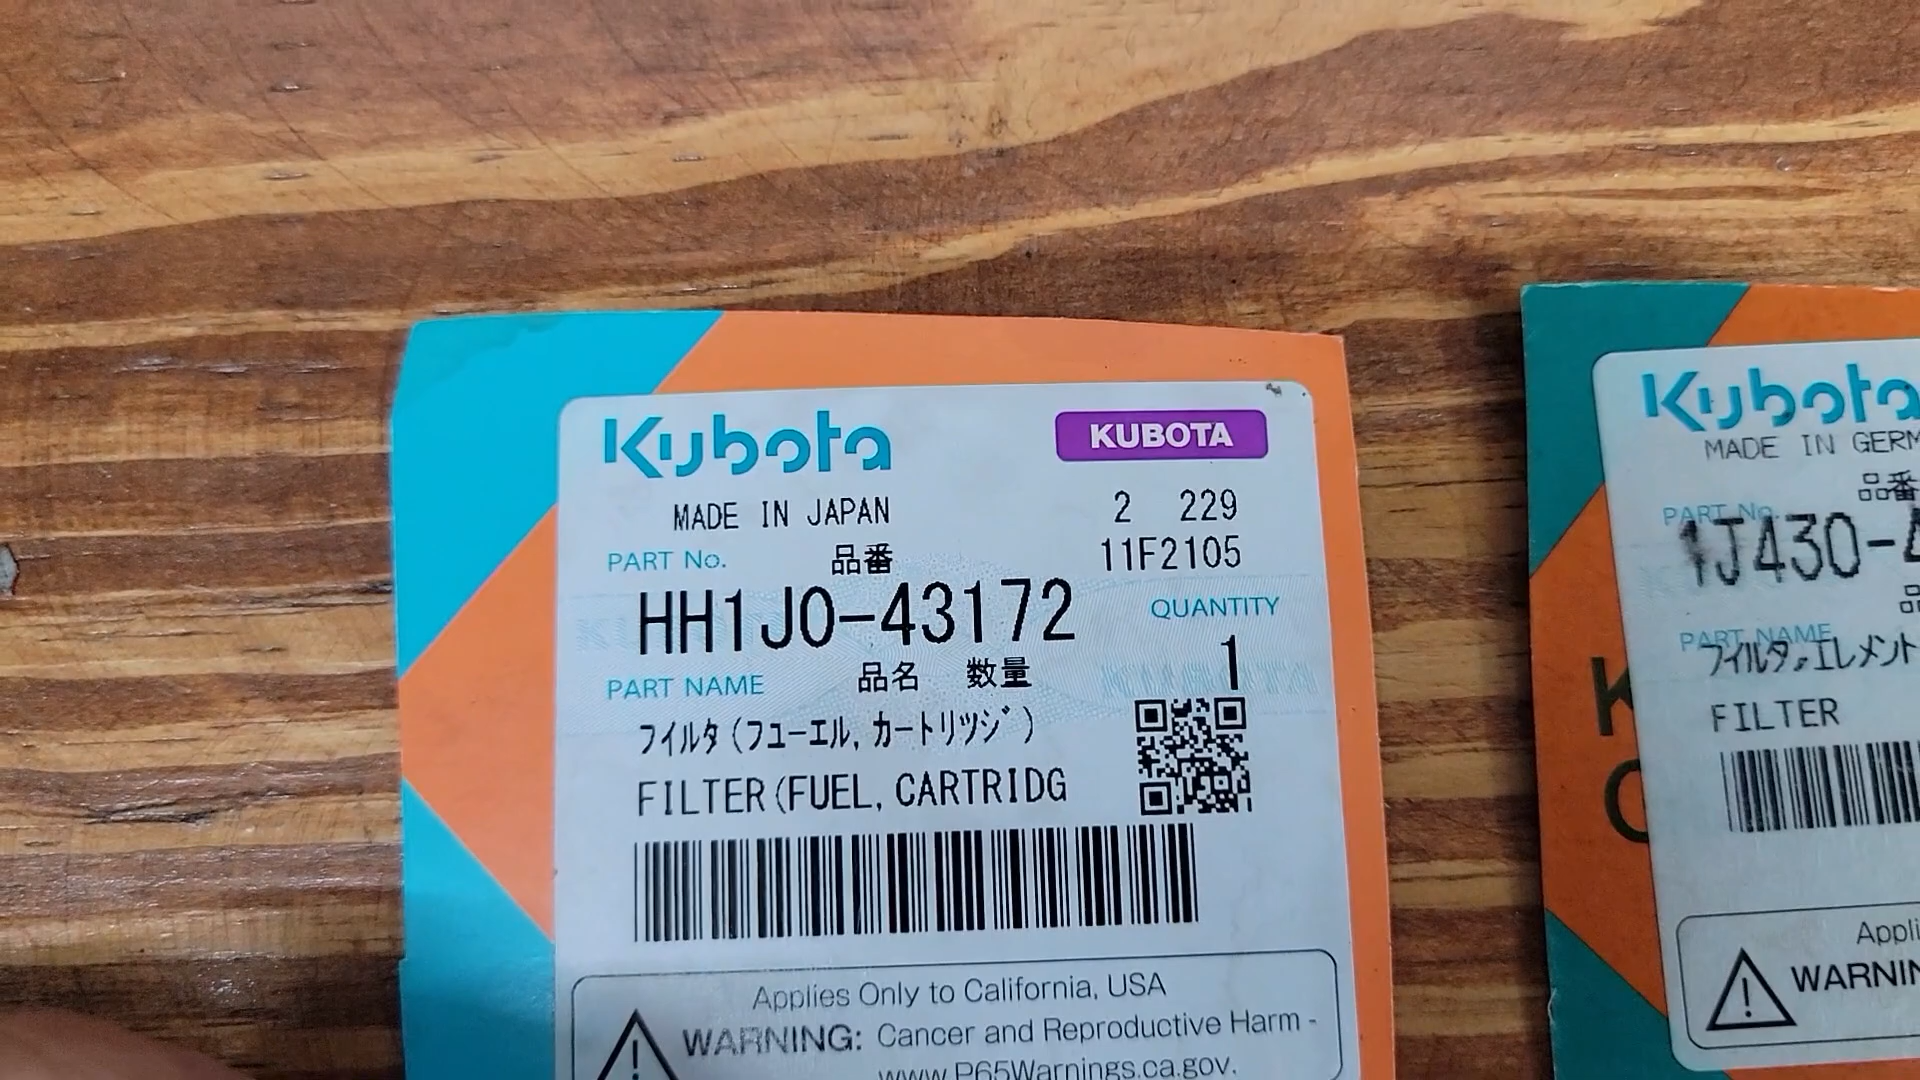 Kubota
KUBOTA
MADE IN JAPAN
2 229
PART No.
品番
11F2105
HH1J0-43172
QUANTITY
1
PART NAME
品名 数量
フイルタ(フユーエル,カートリツジ)
FILTER(FUEL,CARTRIDG
Applies Only to California, USA
WARNING: Cancer and Reproductive Harm -
www.P65Warnings.ca.gov.
Kubota
MADE IN GERM
品番
PART No.
1J430-4
PART NAME
フイルタ,エレメント
FILTER
Appli
WARNIN